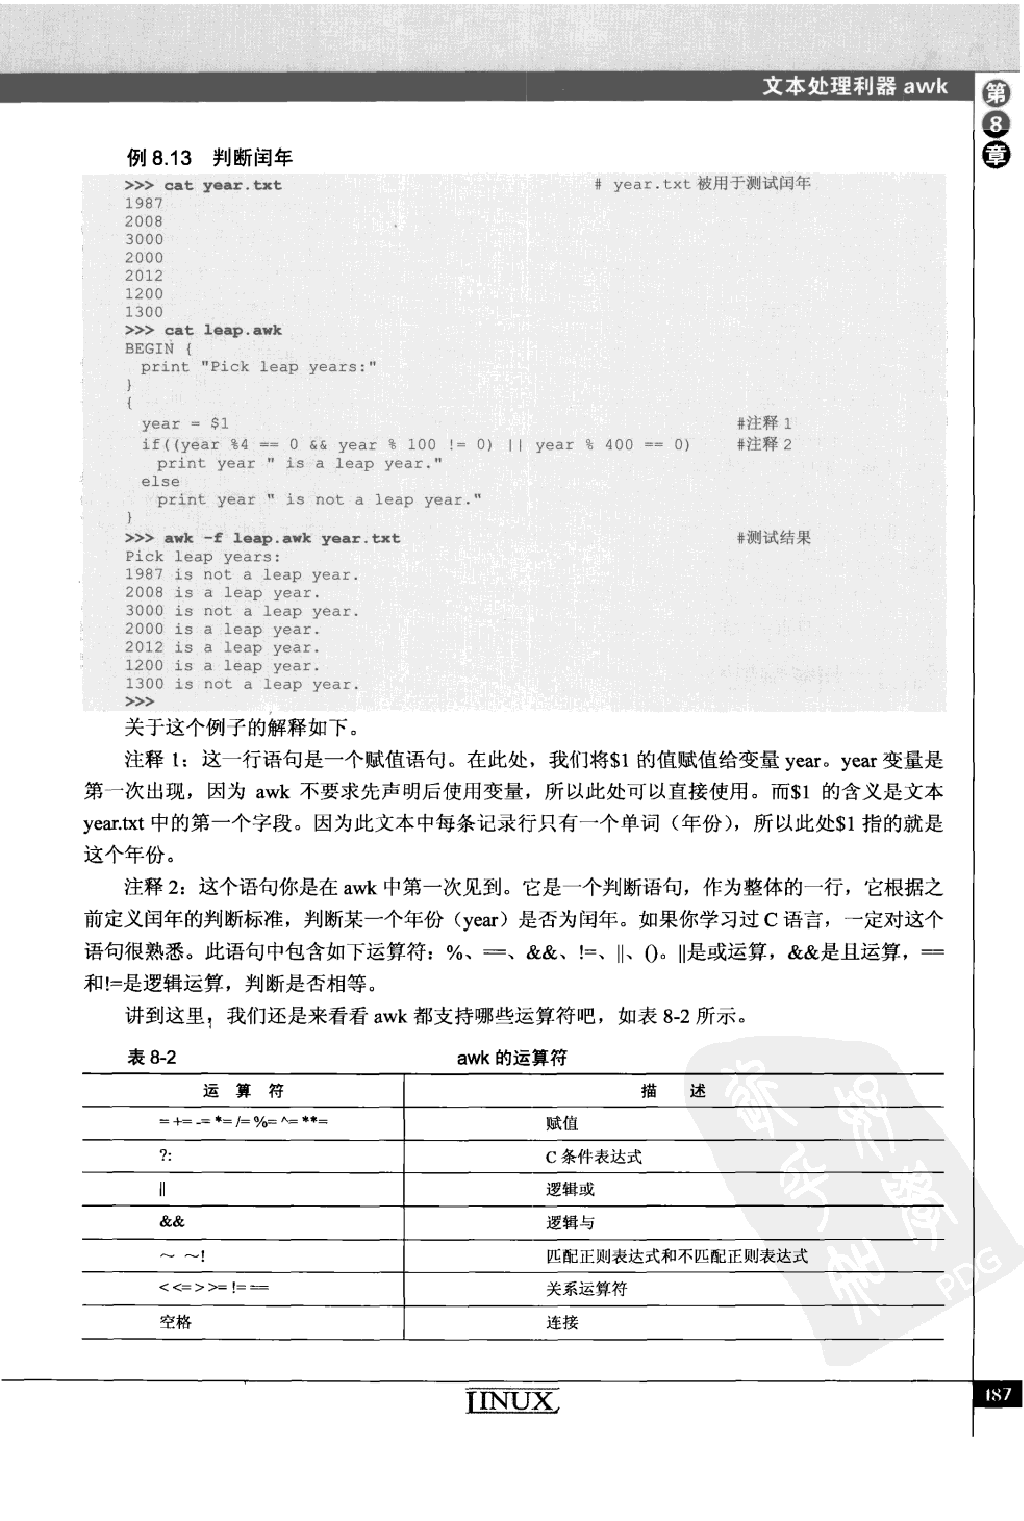 文本处理利器 awk
第
8
章
例 8.13 判断闰年
>>> cat year.txt # year.txt 被用于测试闰年
1987
2008
3000
2000
2012
1200
1300
>>> cat leap.awk
BEGIN {
print "Pick leap years:"
}
{
year = $1 #注释 1
if((year %4 == 0 && year % 100 != 0) || year % 400 == 0) #注释 2
print year " is a leap year."
else
print year " is not a leap year."
}
>>> awk -f leap.awk year.txt #测试结果
Pick leap years:
1987 is not a leap year.
2008 is a leap year.
3000 is not a leap year.
2000 is a leap year.
2012 is a leap year.
1200 is a leap year.
1300 is not a leap year.
>>>
关于这个例子的解释如下。
注释 1：这一行语句是一个赋值语句。在此处，我们将$1 的值赋值给变量 year。year 变量是
第一次出现，因为 awk 不要求先声明后使用变量，所以此处可以直接使用。而$1 的含义是文本
year.txt 中的第一个字段。因为此文本中每条记录行只有一个单词（年份），所以此处$1 指的就是
这个年份。
注释 2：这个语句你是在 awk 中第一次见到。它是一个判断语句，作为整体的一行，它根据之
前定义闰年的判断标准，判断某一个年份（year）是否为闰年。如果你学习过 C 语言，一定对这个
语句很熟悉。此语句中包含如下运算符：%、==、&&、!=、||、()。||是或运算，&&是且运算，==
和!=是逻辑运算，判断是否相等。
讲到这里，我们还是来看看 awk 都支持哪些运算符吧，如表 8-2 所示。
表 8-2 awk 的运算符
运 算 符 描 述
= += -= *= /= %= ^= **= 赋值
?: C 条件表达式
|| 逻辑或
&& 逻辑与
～ ～! 匹配正则表达式和不匹配正则表达式
< <= > >= != == 关系运算符
空格 连接
PDG
LINUX
187